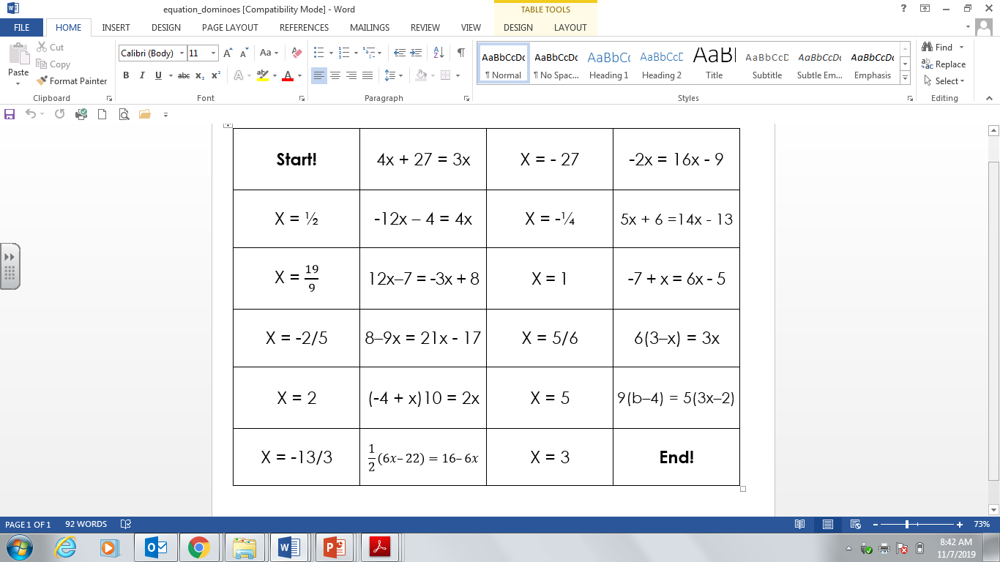 equation_dominoes [Compatibility Mode] - Word
TABLE TOOLS
?
FILE HOME INSERT DESIGN PAGE LAYOUT REFERENCES MAILINGS REVIEW VIEW DESIGN LAYOUT
Paste
Cut
Copy
Format Painter
Clipboard
Calibri (Body) 11 A A Aa
B I U abc x₂ x² A ab A
Font
Paragraph
AaBbCcDc AaBbCcDc AaBbCc AaBbCcD AaBl AaBbCcD AaBbCcDc AaBbCcDc
¶ Normal ¶ No Spac... Heading 1 Heading 2 Title Subtitle Subtle Em... Emphasis
Styles
Find
Replace
Select
Editing
Start! 4x + 27 = 3x X = - 27 -2x = 16x - 9
X = ½ -12x – 4 = 4x X = -¼ 5x + 6 =14x - 13
X = 19/9 12x–7 = -3x + 8 X = 1 -7 + x = 6x - 5
X = -2/5 8–9x = 21x - 17 X = 5/6 6(3–x) = 3x
X = 2 (-4 + x)10 = 2x X = 5 9(b–4) = 5(3x–2)
X = -13/3 1/2(6x– 22) = 16– 6x X = 3 End!
PAGE 1 OF 1 92 WORDS 73%
8:42 AM
11/7/2019